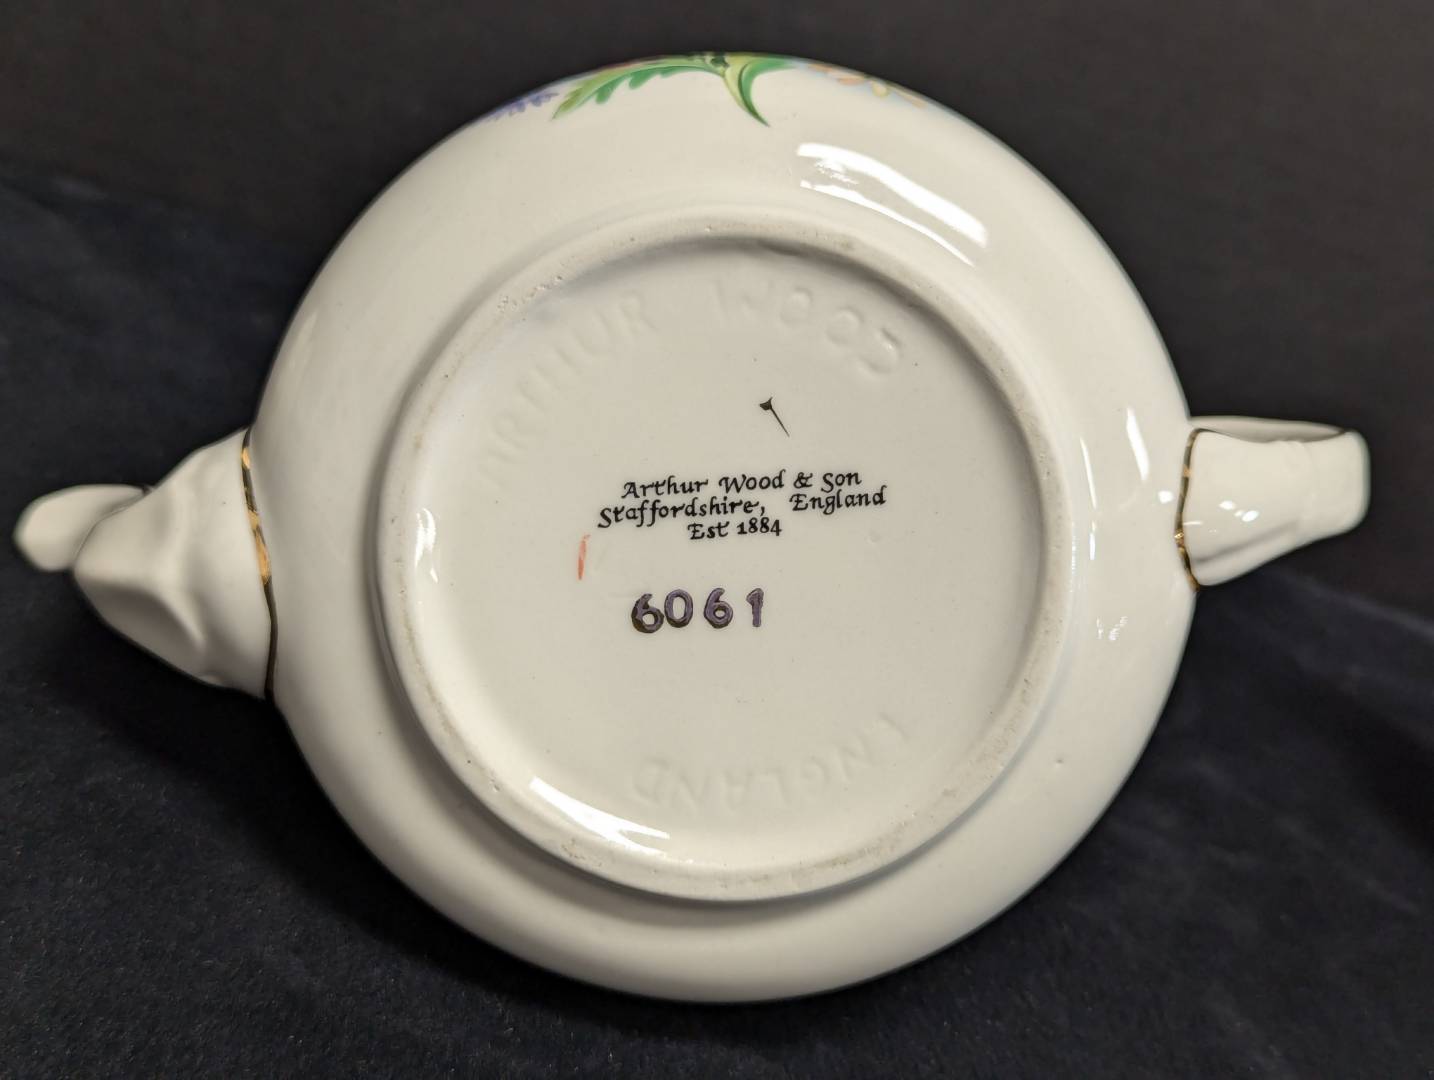 ARTHUR WOOD
Arthur Wood & Son
Staffordshire, England
Est 1884
6061
ENGLAND